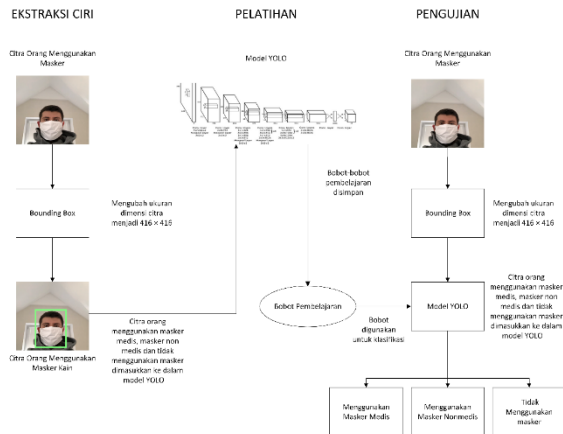 EKSTRAKSI CIRI
PELATIHAN
PENGUJIAN
Citra Orang Menggunakan
Masker
Bounding Box
Mengubah ukuran
dimensi citra
menjadi 416 × 416
Citra Orang Menggunakan
Masker Kain
Citra orang
menggunakan masker
medis, masker non
medis dan tidak
menggunakan masker
dimasukkan ke dalam
model YOLO
Model YOLO
Bobot-bobot
pembelajaran
disimpan
Bobot Pembelajaran
Bobot
digunakan
untuk klasifikasi
Citra Orang Menggunakan
Masker
Bounding Box
Mengubah ukuran
dimensi citra
menjadi 416 × 416
Model YOLO
Citra orang
menggunakan masker
medis, masker non
medis dan tidak
menggunakan masker
dimasukkan ke dalam
model YOLO
Menggunakan
Masker Medis
Menggunakan
Masker Nonmedis
Tidak
Menggunakan
masker